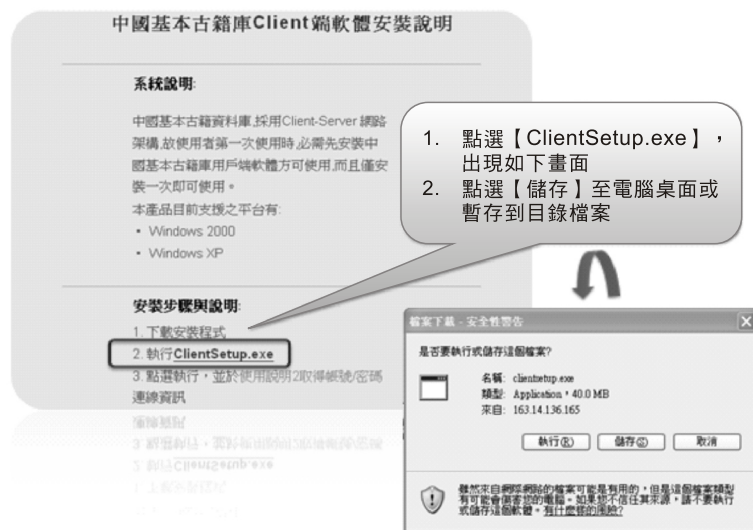 中國基本古籍庫Client端軟體安裝說明
系統說明:
中國基本古籍資料庫,採用Client-Server 網路
架構,故使用者第一次使用時,必需先安裝中
國基本古籍庫用戶端軟體方可使用,而且僅安
裝一次即可使用。
本產品目前支援之平台有:
• Windows 2000
• Windows XP
安裝步驟與說明:
1. 下載安裝程式
2. 執行ClientSetup.exe
3. 點選執行，並於使用說明2取得帳號/密碼
連線資訊
1. 點選【ClientSetup.exe】，
出現如下畫面
2. 點選【儲存】至電腦桌面或
暫存到目錄檔案
檔案下載 - 安全性警告
是否要執行或儲存這個檔案?
名稱: clientsetup.exe
類型: Application，40.0 MB
來自: 163.14.136.165
執行(R) 儲存(S) 取消
雖然來自網際網路的檔案可能是有用的，但是這個檔案類型
有可能會傷害您的電腦。如果您不信任其來源，請不要執行
或儲存這個軟體。有什麼樣的風險?